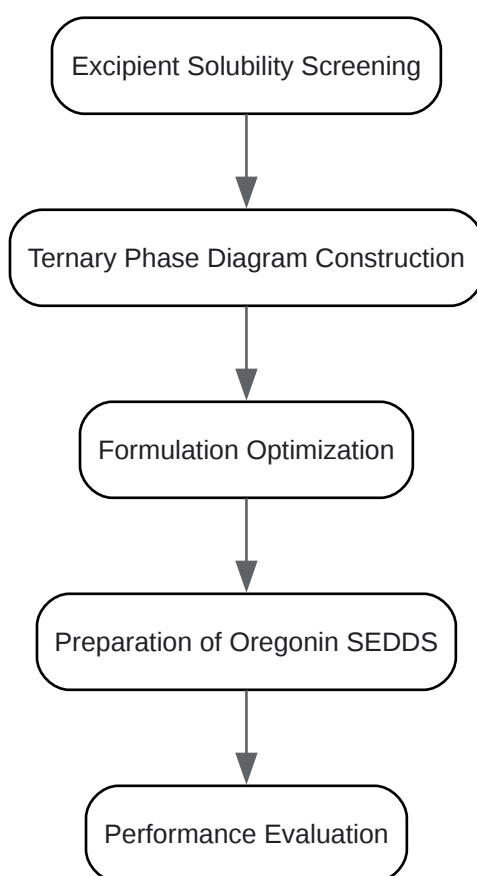 Excipient Solubility Screening
Ternary Phase Diagram Construction
Formulation Optimization
Preparation of Oregonin SEDDS
Performance Evaluation